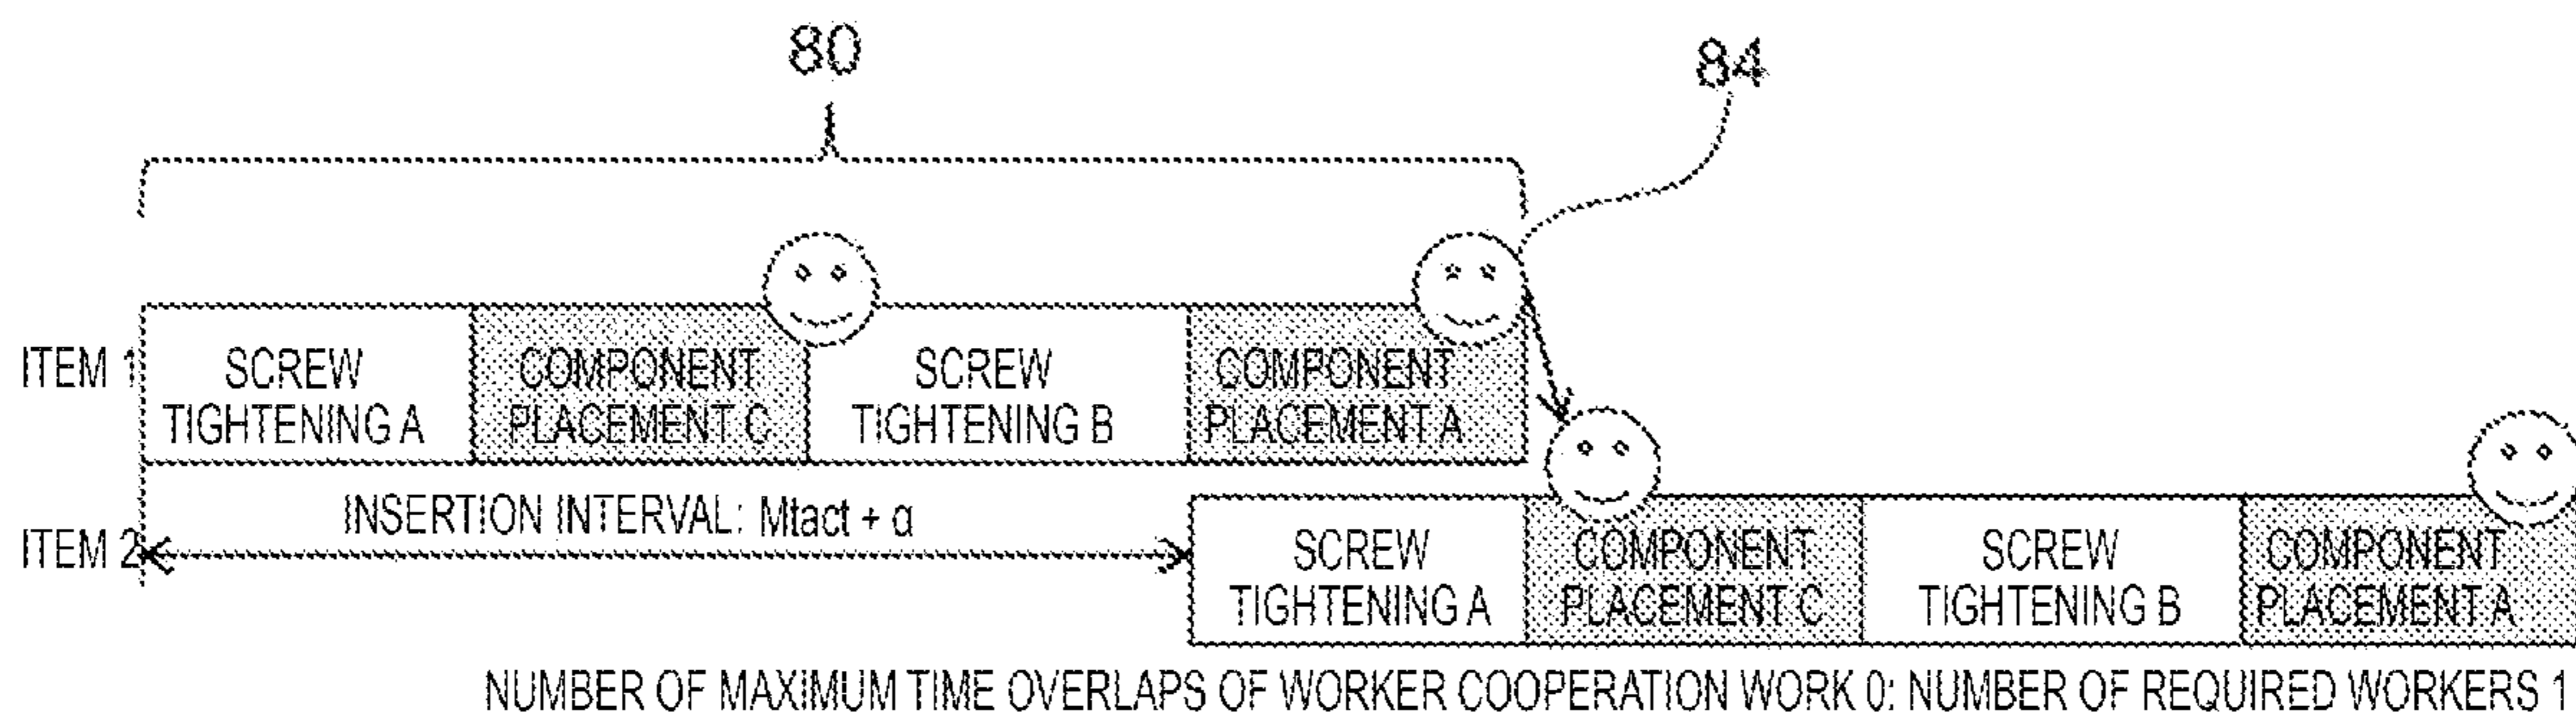 80
84
ITEM 1
SCREW
TIGHTENING A
COMPONENT
PLACEMENT C
SCREW
TIGHTENING B
COMPONENT
PLACEMENT A
INSERTION INTERVAL: Mtact + α
ITEM 2
SCREW
TIGHTENING A
COMPONENT
PLACEMENT C
SCREW
TIGHTENING B
COMPONENT
PLACEMENT A
NUMBER OF MAXIMUM TIME OVERLAPS OF WORKER COOPERATION WORK 0: NUMBER OF REQUIRED WORKERS 1